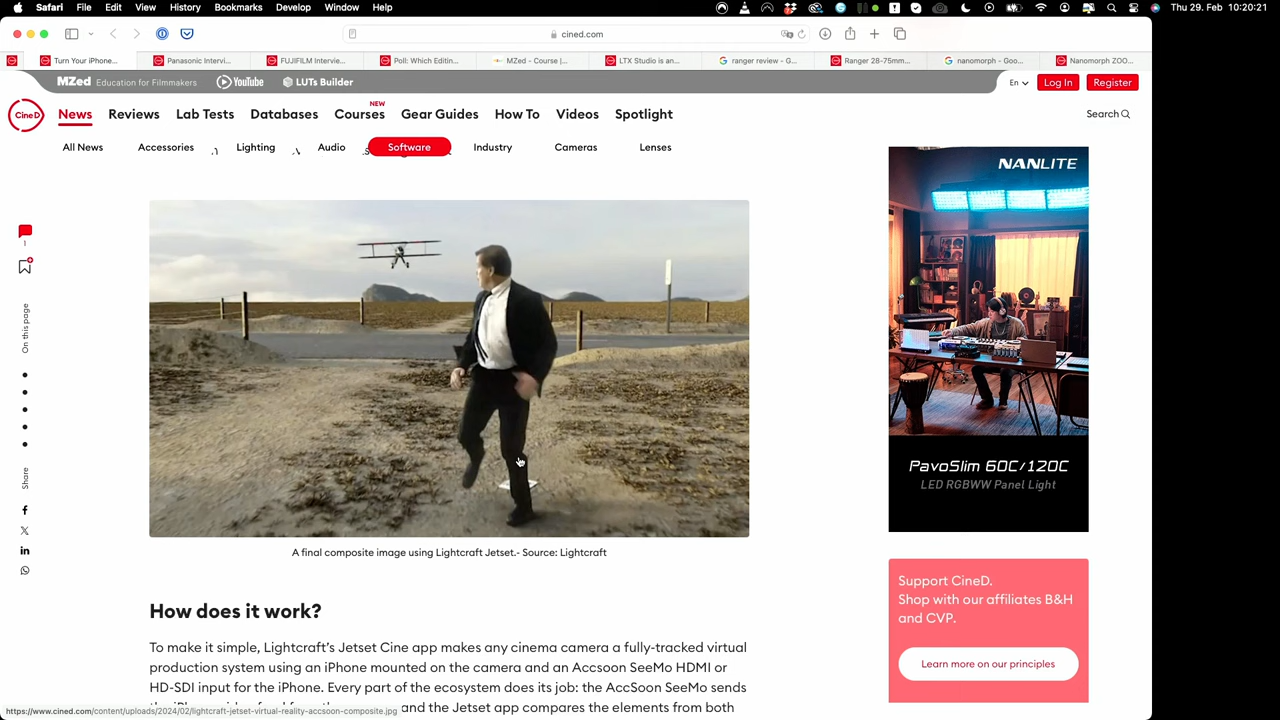 Safari File Edit View History Bookmarks Develop Window Help Thu 29. Feb 10:20:21
cined.com
Turn Your iPhone... Panasonic Intervi... FUJIFILM Intervie... Poll: Which Editin... MZed - Course |... LTX Studio is an... ranger review - G... Ranger 28-75mm... nanomorph - Goo... Nanomorph ZOO...
MZed Education for Filmmakers YouTube LUTs Builder En Log In Register
CineD News Reviews Lab Tests Databases Courses NEW Gear Guides How To Videos Spotlight Search
All News Accessories Lighting Audio Software Industry Cameras Lenses
NANLITE
1
On this page
Share
PavoSlim 60C/120C
LED RGBWW Panel Light
A final composite image using Lightcraft Jetset.- Source: Lightcraft
Support CineD.
Shop with our affiliates B&H
and CVP.
Learn more on our principles
How does it work?
To make it simple, Lightcraft's Jetset Cine app makes any cinema camera a fully-tracked virtual
production system using an iPhone mounted on the camera and an Accsoon SeeMo HDMI or
HD-SDI input for the iPhone. Every part of the ecosystem does its job: the AccSoon SeeMo sends
and the Jetset app compares the elements from both
https://www.cined.com/content/uploads/2024/02/lightcraft-jetset-virtual-reality-accsoon-composite.jpg